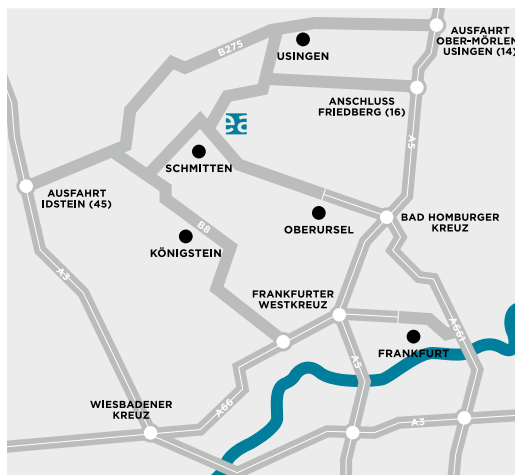 AUSFAHRT
OBER-MÖRLEN
USINGEN (14)
B275
USINGEN
ANSCHLUSS
FRIEDBERG (16)
ea
A5
SCHMITTEN
AUSFAHRT
IDSTEIN (45)
OBERURSEL
BAD HOMBURGER
KREUZ
B8
KÖNIGSTEIN
A3
FRANKFURTER
WESTKREUZ
A661
FRANKFURT
A5
WIESBADENER
KREUZ
A66
A3